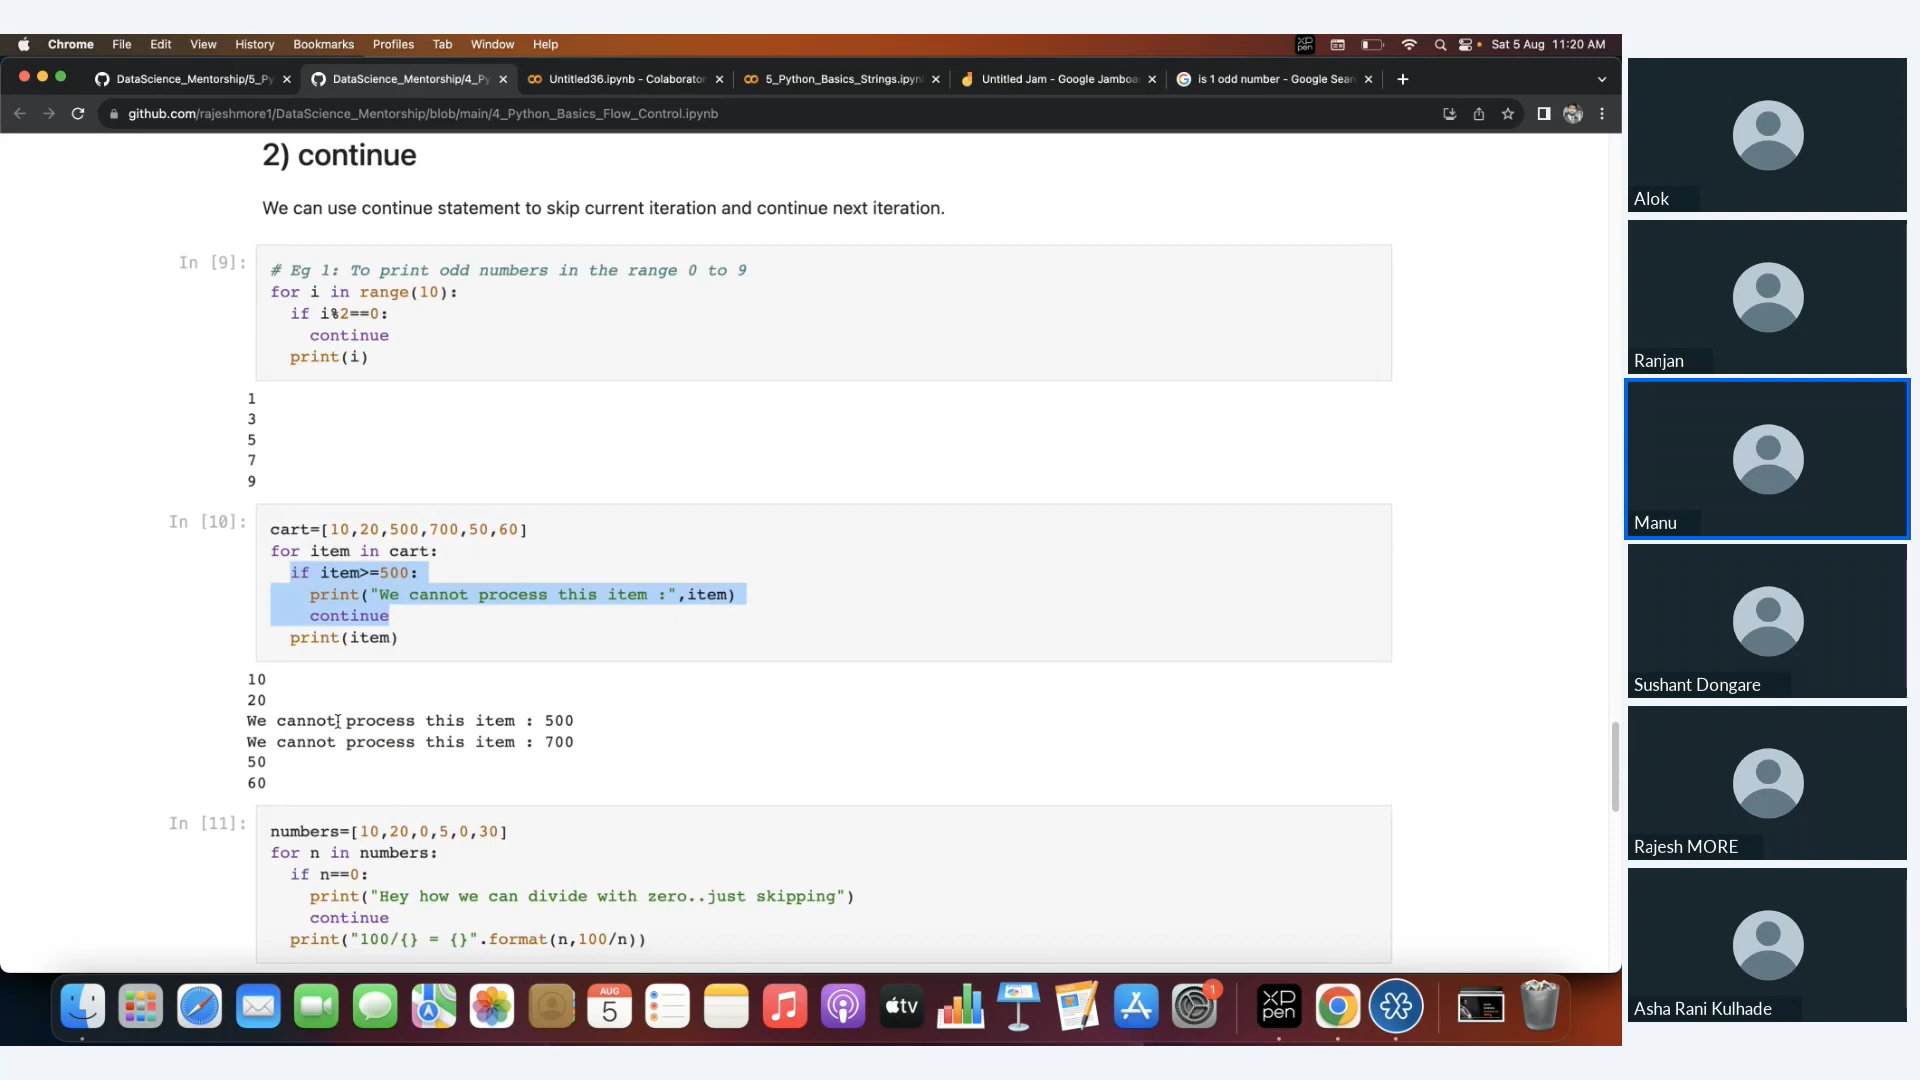 Chrome File Edit View History Bookmarks Profiles Tab Window Help
XP pen
Sat 5 Aug 11:20 AM
DataScience_Mentorship/5_Py
DataScience_Mentorship/4_Py
Untitled36.ipynb - Colaborator
5_Python_Basics_Strings.ipyn
Untitled Jam - Google Jamboa
is 1 odd number - Google Sear
github.com/rajeshmore1/DataScience_Mentorship/blob/main/4_Python_Basics_Flow_Control.ipynb
2) continue
We can use continue statement to skip current iteration and continue next iteration.
In [9]:
# Eg 1: To print odd numbers in the range 0 to 9
for i in range(10):
  if i%2==0:
    continue
  print(i)
1
3
5
7
9
In [10]:
cart=[10,20,500,700,50,60]
for item in cart:
  if item>=500:
    print("We cannot process this item :",item)
    continue
  print(item)
10
20
We cannot process this item : 500
We cannot process this item : 700
50
60
In [11]:
numbers=[10,20,0,5,0,30]
for n in numbers:
  if n==0:
    print("Hey how we can divide with zero..just skipping")
    continue
  print("100/{} = {}".format(n,100/n))
AUG
5
tv
1
XP
pen
Alok
Ranjan
Manu
Sushant Dongare
Rajesh MORE
Asha Rani Kulhade